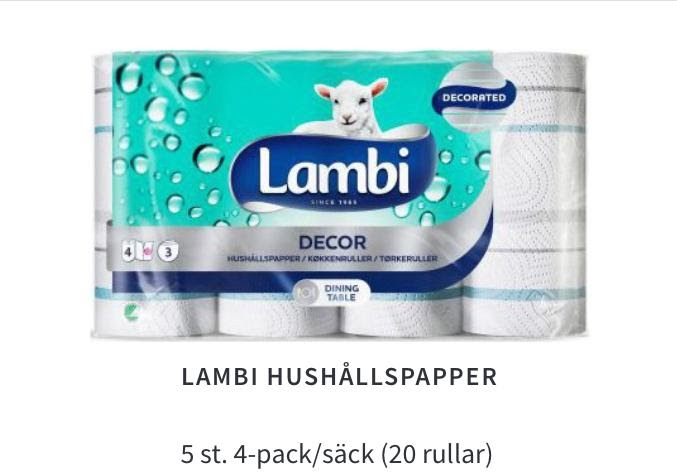 DECORATED
Lambi
SINCE 1985
DECOR
HUSHÅLLSPAPPER / KØKKENRULLER / TØRKERULLER
4 3
DINING
TABLE
LAMBI HUSHÅLLSPAPPER
5 st. 4-pack/säck (20 rullar)